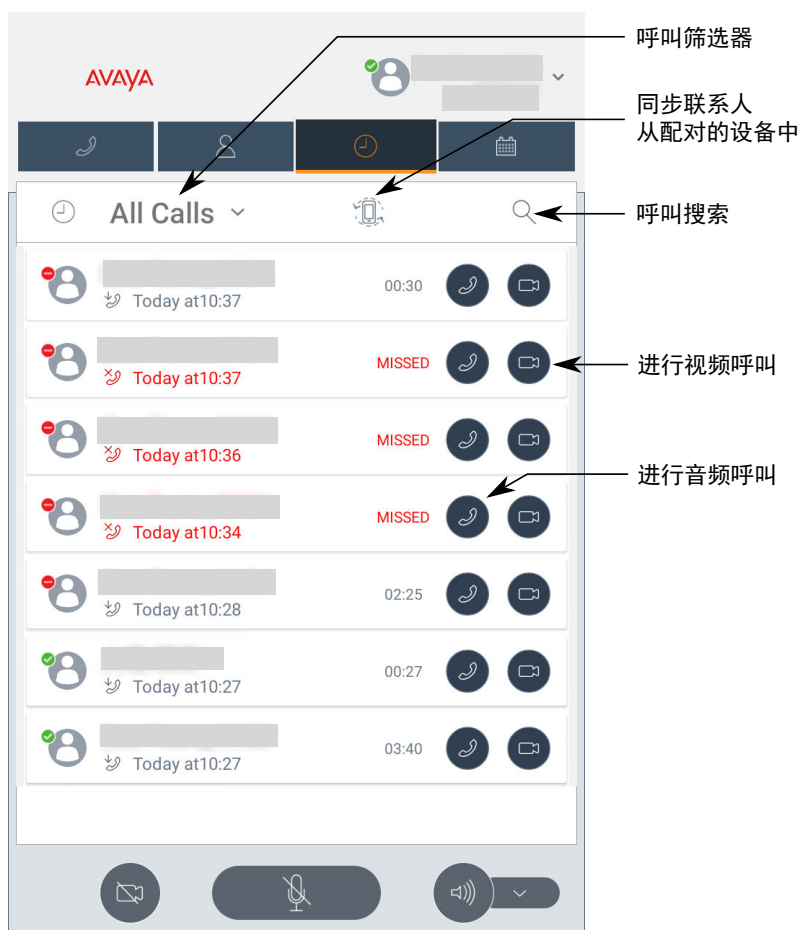 呼叫筛选器
AVAYA
同步联系人
从配对的设备中
All Calls
呼叫搜索
00:30
Today at10:37
MISSED
进行视频呼叫
Today at10:37
MISSED
Today at10:36
进行音频呼叫
MISSED
Today at10:34
02:25
Today at10:28
00:27
Today at10:27
03:40
Today at10:27